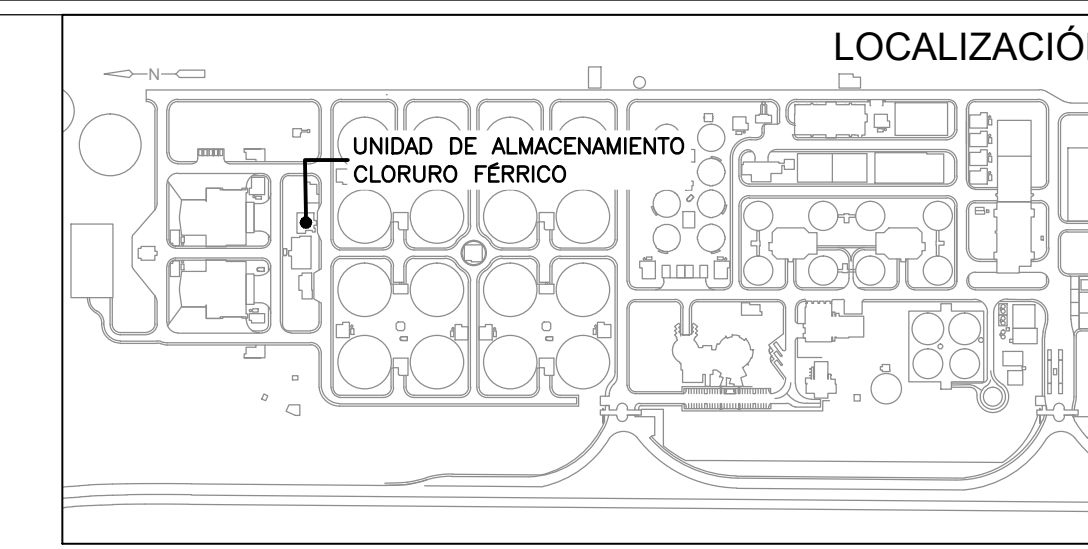 LOCALIZACIÓ
N
UNIDAD DE ALMACENAMIENTO
CLORURO FÉRRICO